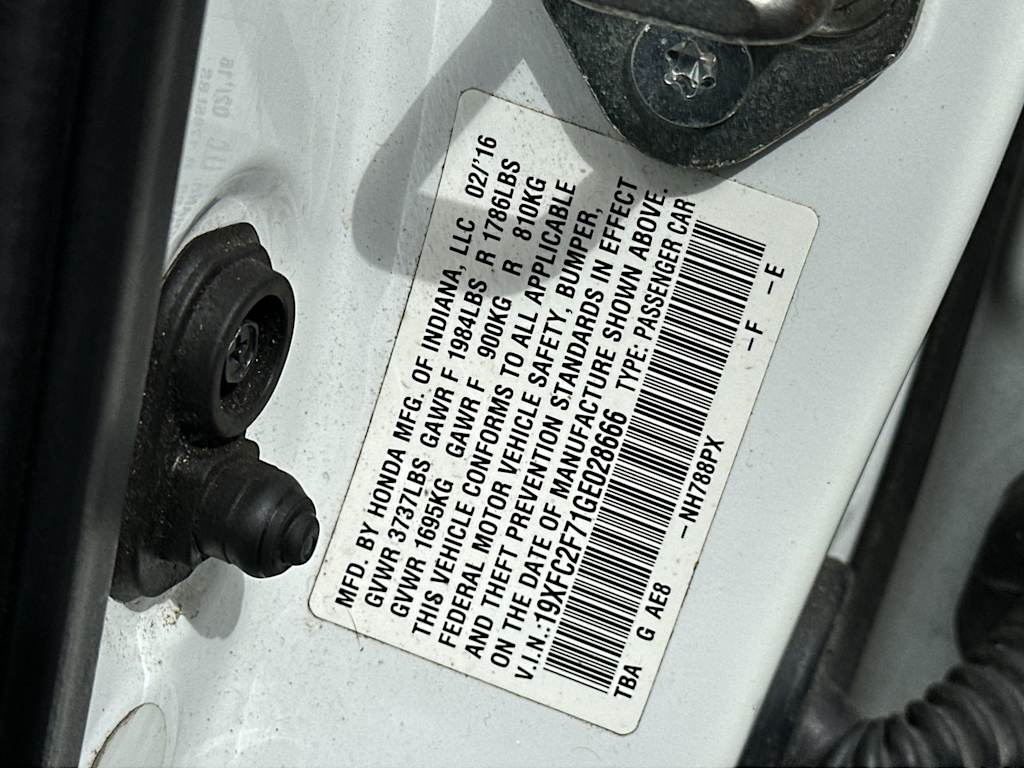 MFD. BY HONDA MFG. OF INDIANA, LLC 02/'16
GVWR 3737LBS GAWR F 1984LBS R 1786LBS
GVWR 1695KG GAWR F 900KG R 810KG
THIS VEHICLE CONFORMS TO ALL APPLICABLE
FEDERAL MOTOR VEHICLE SAFETY, BUMPER,
AND THEFT PREVENTION STANDARDS IN EFFECT
ON THE DATE OF MANUFACTURE SHOWN ABOVE.
V.I.N.:19XFC2F71GE028666 TYPE: PASSENGER CAR
TBA G AE8 –NH788PX –F –E
02/'16